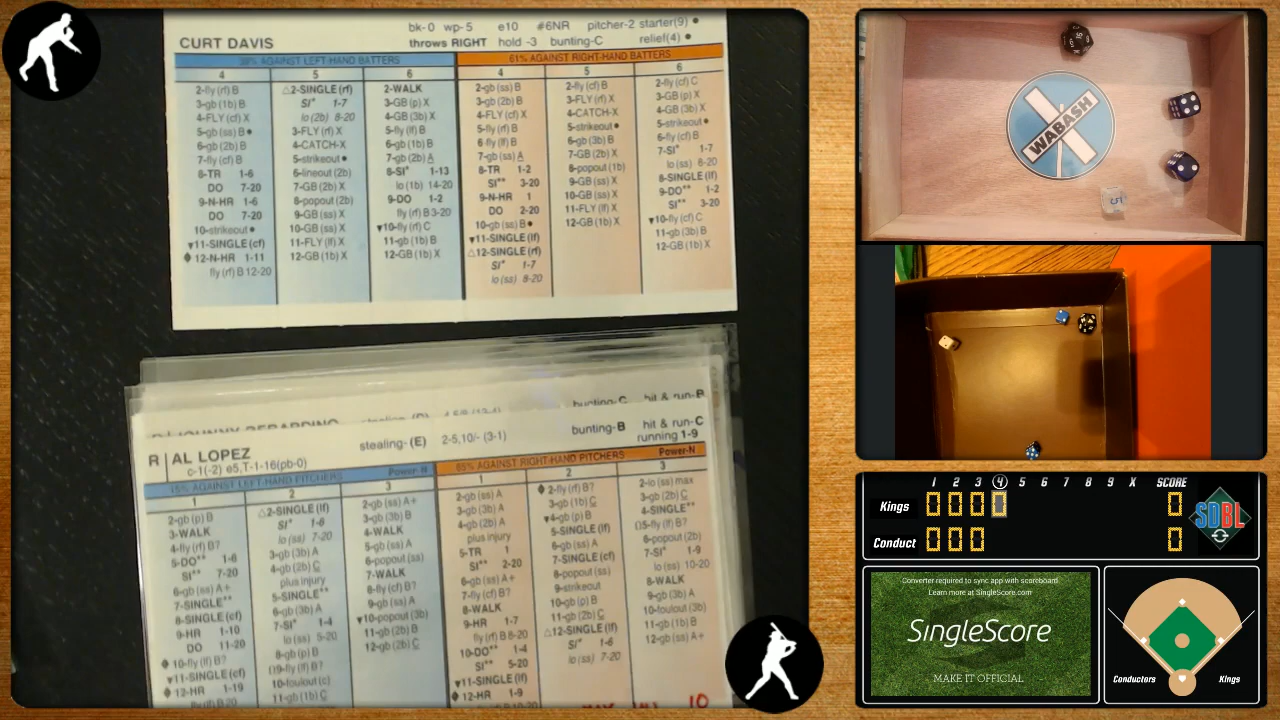 bk- 0 wp- 5 e10 #6NR pitcher-2 starter(9) •
CURT DAVIS throws RIGHT hold -3 bunting-C relief(4) •
39% AGAINST LEFT-HAND BATTERS 61% AGAINST RIGHT-HAND BATTERS
4 5 6 4 5 6
2-fly (rf) B
3-gb (1b) B
4-FLY (cf) X
5-gb (ss) B •
6-gb (2b) B
7-fly (cf) B
8-TR 1-6
DO 7-20
9-N-HR 1-6
DO 7-20
10-strikeout •
▼11-SINGLE (cf)
♦ 12-N-HR 1-11
fly (rf) B 12-20
△2-SINGLE (rf)
SI* 1-7
lo (2b) 8-20
3-FLY (rf) X
4-CATCH-X
5-strikeout •
6-lineout (2b)
7-GB (2b) X
8-popout (2b)
9-GB (ss) X
10-GB (ss) X
11-FLY (lf) X
12-GB (1b) X
2-WALK
3-GB (p) X
4-GB (3b) X
5-fly (lf) B
6-gb (1b) B
7-gb (2b) A
8-SI* 1-13
lo (1b) 14-20
9-DO 1-2
fly (rf) B 3-20
▼10-fly (rf) C
11-gb (1b) B
12-GB (1b) X
2-gb (ss) B
3-gb (2b) B
4-FLY (cf) X
5-fly (rf) B
6-fly (lf) B
7-gb (ss) A
8-TR 1-2
SI** 3-20
9-N-HR 1
DO 2-20
10-gb (ss) B •
▼11-SINGLE (lf)
△12-SINGLE (rf)
SI* 1-7
lo (ss) 8-20
2-fly (cf) B
3-FLY (rf) X
4-CATCH-X
5-strikeout •
6-gb (3b) B
7-GB (2b) X
8-popout (1b)
9-GB (ss) X
10-GB (ss) X
11-FLY (lf) X
12-GB (1b) X
2-fly (cf) C
3-GB (p) X
4-GB (3b) X
5-strikeout •
6-fly (cf) B
7-SI* 1-7
lo (ss) 8-20
8-SINGLE (lf)
9-DO** 1-2
SI** 3-20
▼10-fly (cf) C
11-gb (3b) B
12-GB (1b) X
JOHNNY BERARDINO bunting-C hit & run-B
R AL LOPEZ stealing- (E) 2-5,10/- (3-1) bunting-B hit & run-C
c-1(-2) e5,T-1-16(pb-0) running 1-9
15% AGAINST LEFT-HAND PITCHERS Power-N 85% AGAINST RIGHT-HAND PITCHERS Power-N
1 2 3 1 2 3
2-gb (p) B
3-WALK
4-fly (rf) B?
5-DO** 1-6
SI** 7-20
6-gb (ss) A+
7-SINGLE**
8-SINGLE (cf)
9-HR 1-10
DO 11-20
♦ 10-fly (lf) B?
▼11-SINGLE (cf)
♦ 12-HR 1-19
△2-SINGLE (lf)
SI* 1-6
lo (ss) 7-20
3-gb (3b) A
4-gb (2b) C
plus injury
5-SINGLE**
6-gb (3b) A
7-SI* 1-4
lo (ss) 5-20
8-gb (p) B
Ω9-fly (lf) B?
10-foulout (c)
11-gb (1b) C
2-gb (ss) A+
3-gb (3b) B
4-WALK
5-gb (ss) A
6-popout (ss)
7-WALK
8-fly (cf) B?
9-gb (ss) A
▼10-popout (3b)
11-gb (2b) B
12-gb (2b) C
2-gb (ss) A
3-gb (3b) A
4-gb (2b) A
plus injury
5-TR 1
SI** 2-20
6-gb (ss) A+
7-fly (cf) B?
8-WALK
9-HR 1-7
fly (rf) B 8-20
10-DO** 1-4
SI** 5-20
▼11-SINGLE (lf)
♦ 12-HR 1-9
♦ 2-fly (rf) B?
3-gb (1b) C
▼4-gb (p) B
5-SINGLE (lf)
6-gb (ss) A
7-SINGLE (cf)
8-popout (ss)
9-strikeout
10-gb (p) B
11-gb (2b) C
△12-SINGLE (lf)
SI* 1-6
lo (ss) 7-20
2-lo (ss) max
3-gb (2b) C
4-SINGLE**
Ω5-fly (lf) B?
6-popout (2b)
7-SI* 1-9
lo (ss) 10-20
8-WALK
9-gb (3b) A
10-foulout (3b)
11-gb (1b) B
12-gb (ss) A+
10
WABASH
1 2 3 4 5 6 7 8 9 X SCORE
Kings 0 0 0 0 0
Conduct 0 0 0 0
SDBL
Converter required to sync app with scoreboard
Learn more at SingleScore.com
SINGLESCORE
MAKE IT OFFICIAL
Conductors Kings